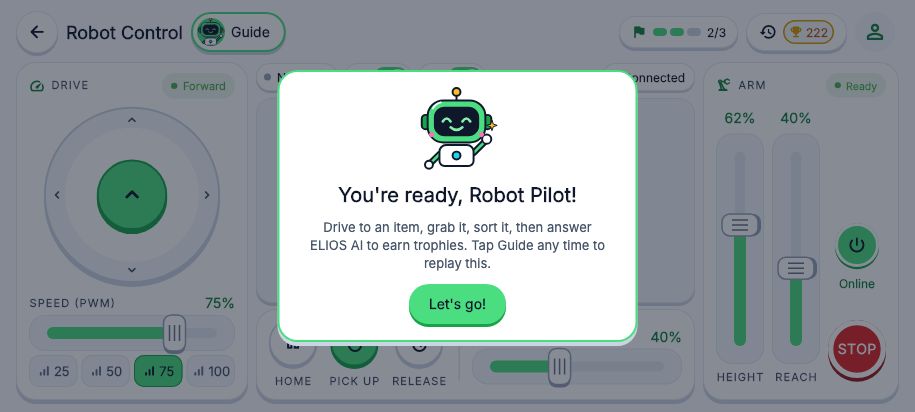 Robot Control
Guide
2/3
222
DRIVE
Forward
SPEED (PWM)
75%
25
50
75
100
N
onnected
You're ready, Robot Pilot!
Drive to an item, grab it, sort it, then answer
ELIOS AI to earn trophies. Tap Guide any time to
replay this.
Let's go!
HOME
PICK UP
RELEASE
40%
ARM
Ready
62%
40%
Online
STOP
HEIGHT
REACH